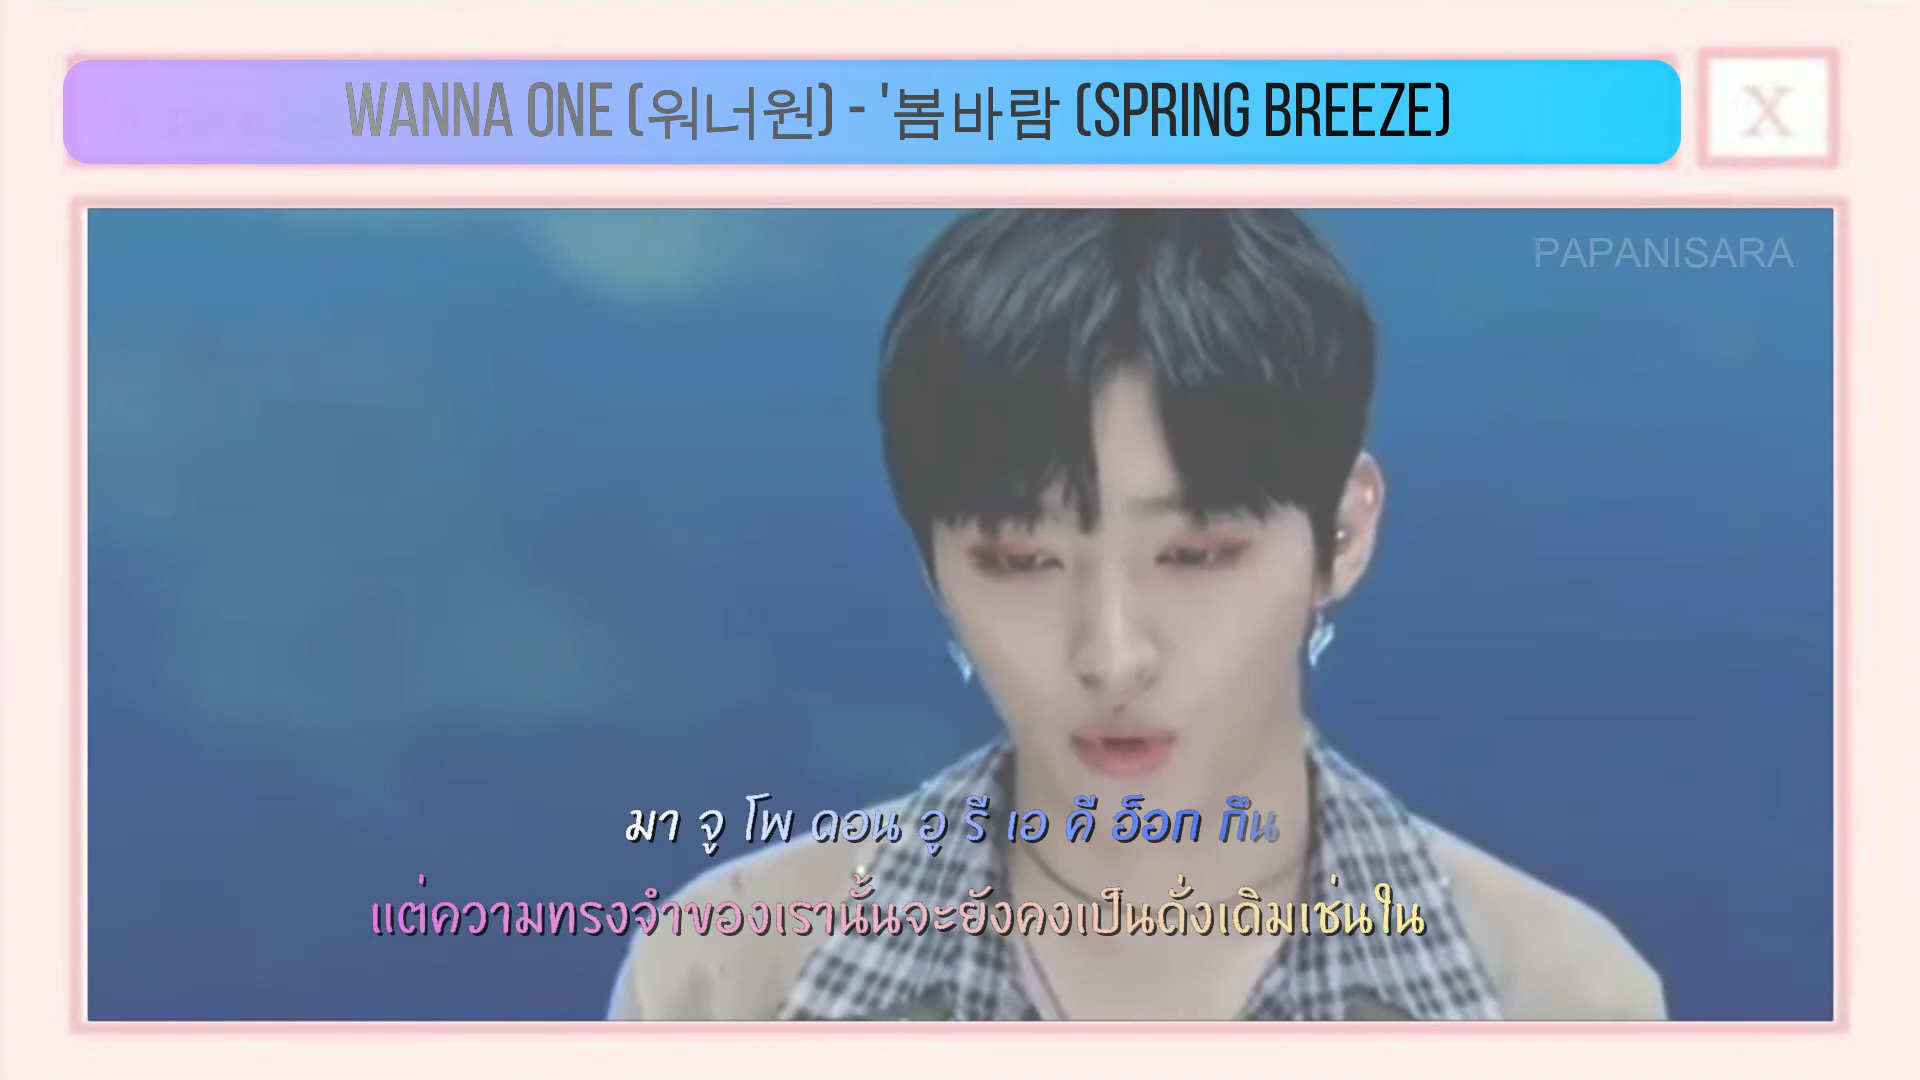 WANNA ONE (워너원) - '봄바람 (SPRING BREEZE)
X
PAPANISARA
มา จู โพ ดอน อู รี เอ คี อ็อก กึน
แต่ความทรงจำของเรานั้นจะยังคงเป็นดั่งเดิมเช่นใน